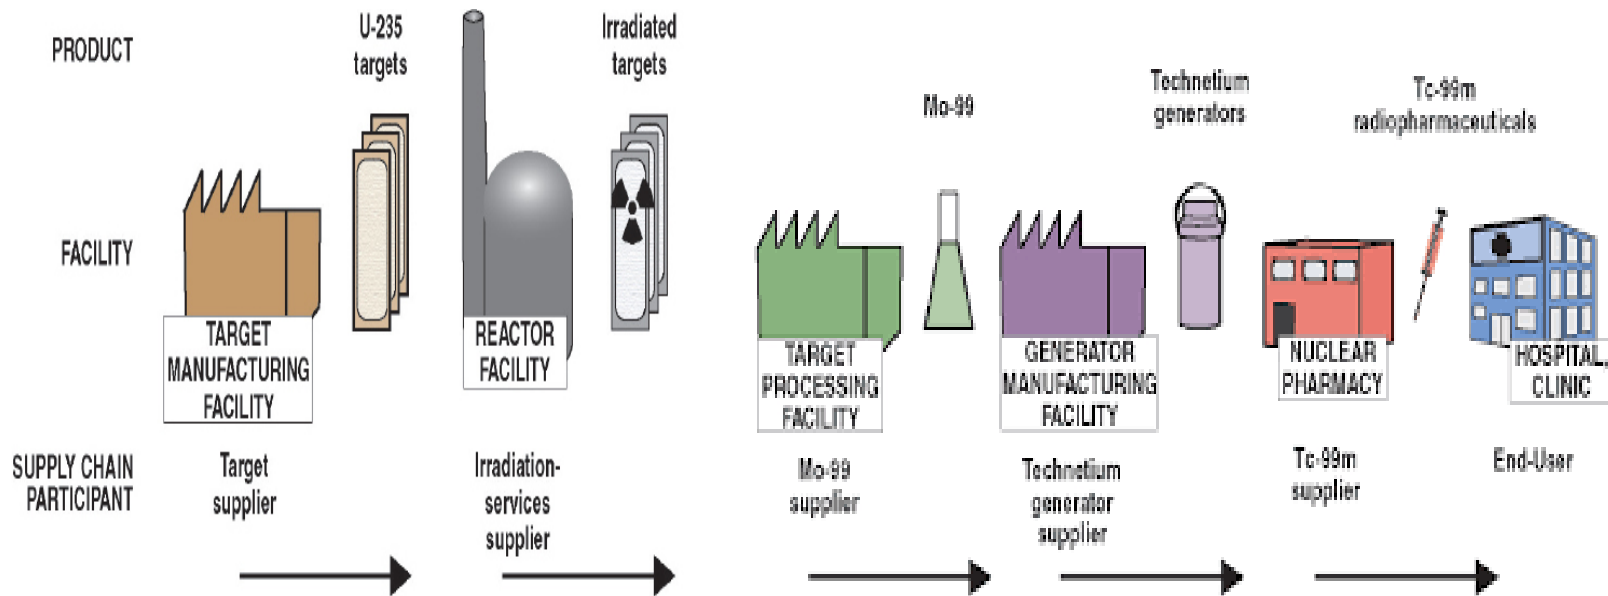 PRODUCT
U-235
targets
Irradiated
targets
Mo-99
Technetium
generators
Tc-99m
radiopharmaceuticals
FACILITY
TARGET
MANUFACTURING
FACILITY
REACTOR
FACILITY
TARGET
PROCESSING
FACILITY
GENERATOR
MANUFACTURING
FACILITY
NUCLEAR
PHARMACY
HOSPITAL,
CLINIC
SUPPLY CHAIN
PARTICIPANT
Target
supplier
Irradiation-
services
supplier
Mo-99
supplier
Technetium
generator
supplier
Tc-99m
supplier
End-User